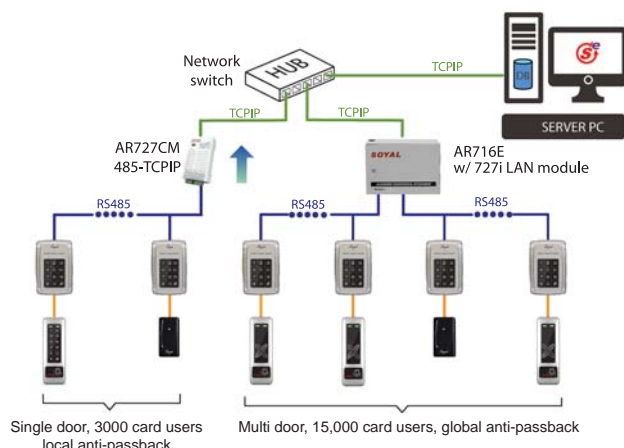 Network
switch
HUB
TCPIP
DB
e
SERVER PC
TCPIP
TCPIP
AR727CM
485-TCPIP
SOYAL
AR716E
w/ 727i LAN module
RS485
RS485
RS485
Single door, 3000 card users
local anti-passback
Multi door, 15,000 card users, global anti-passback